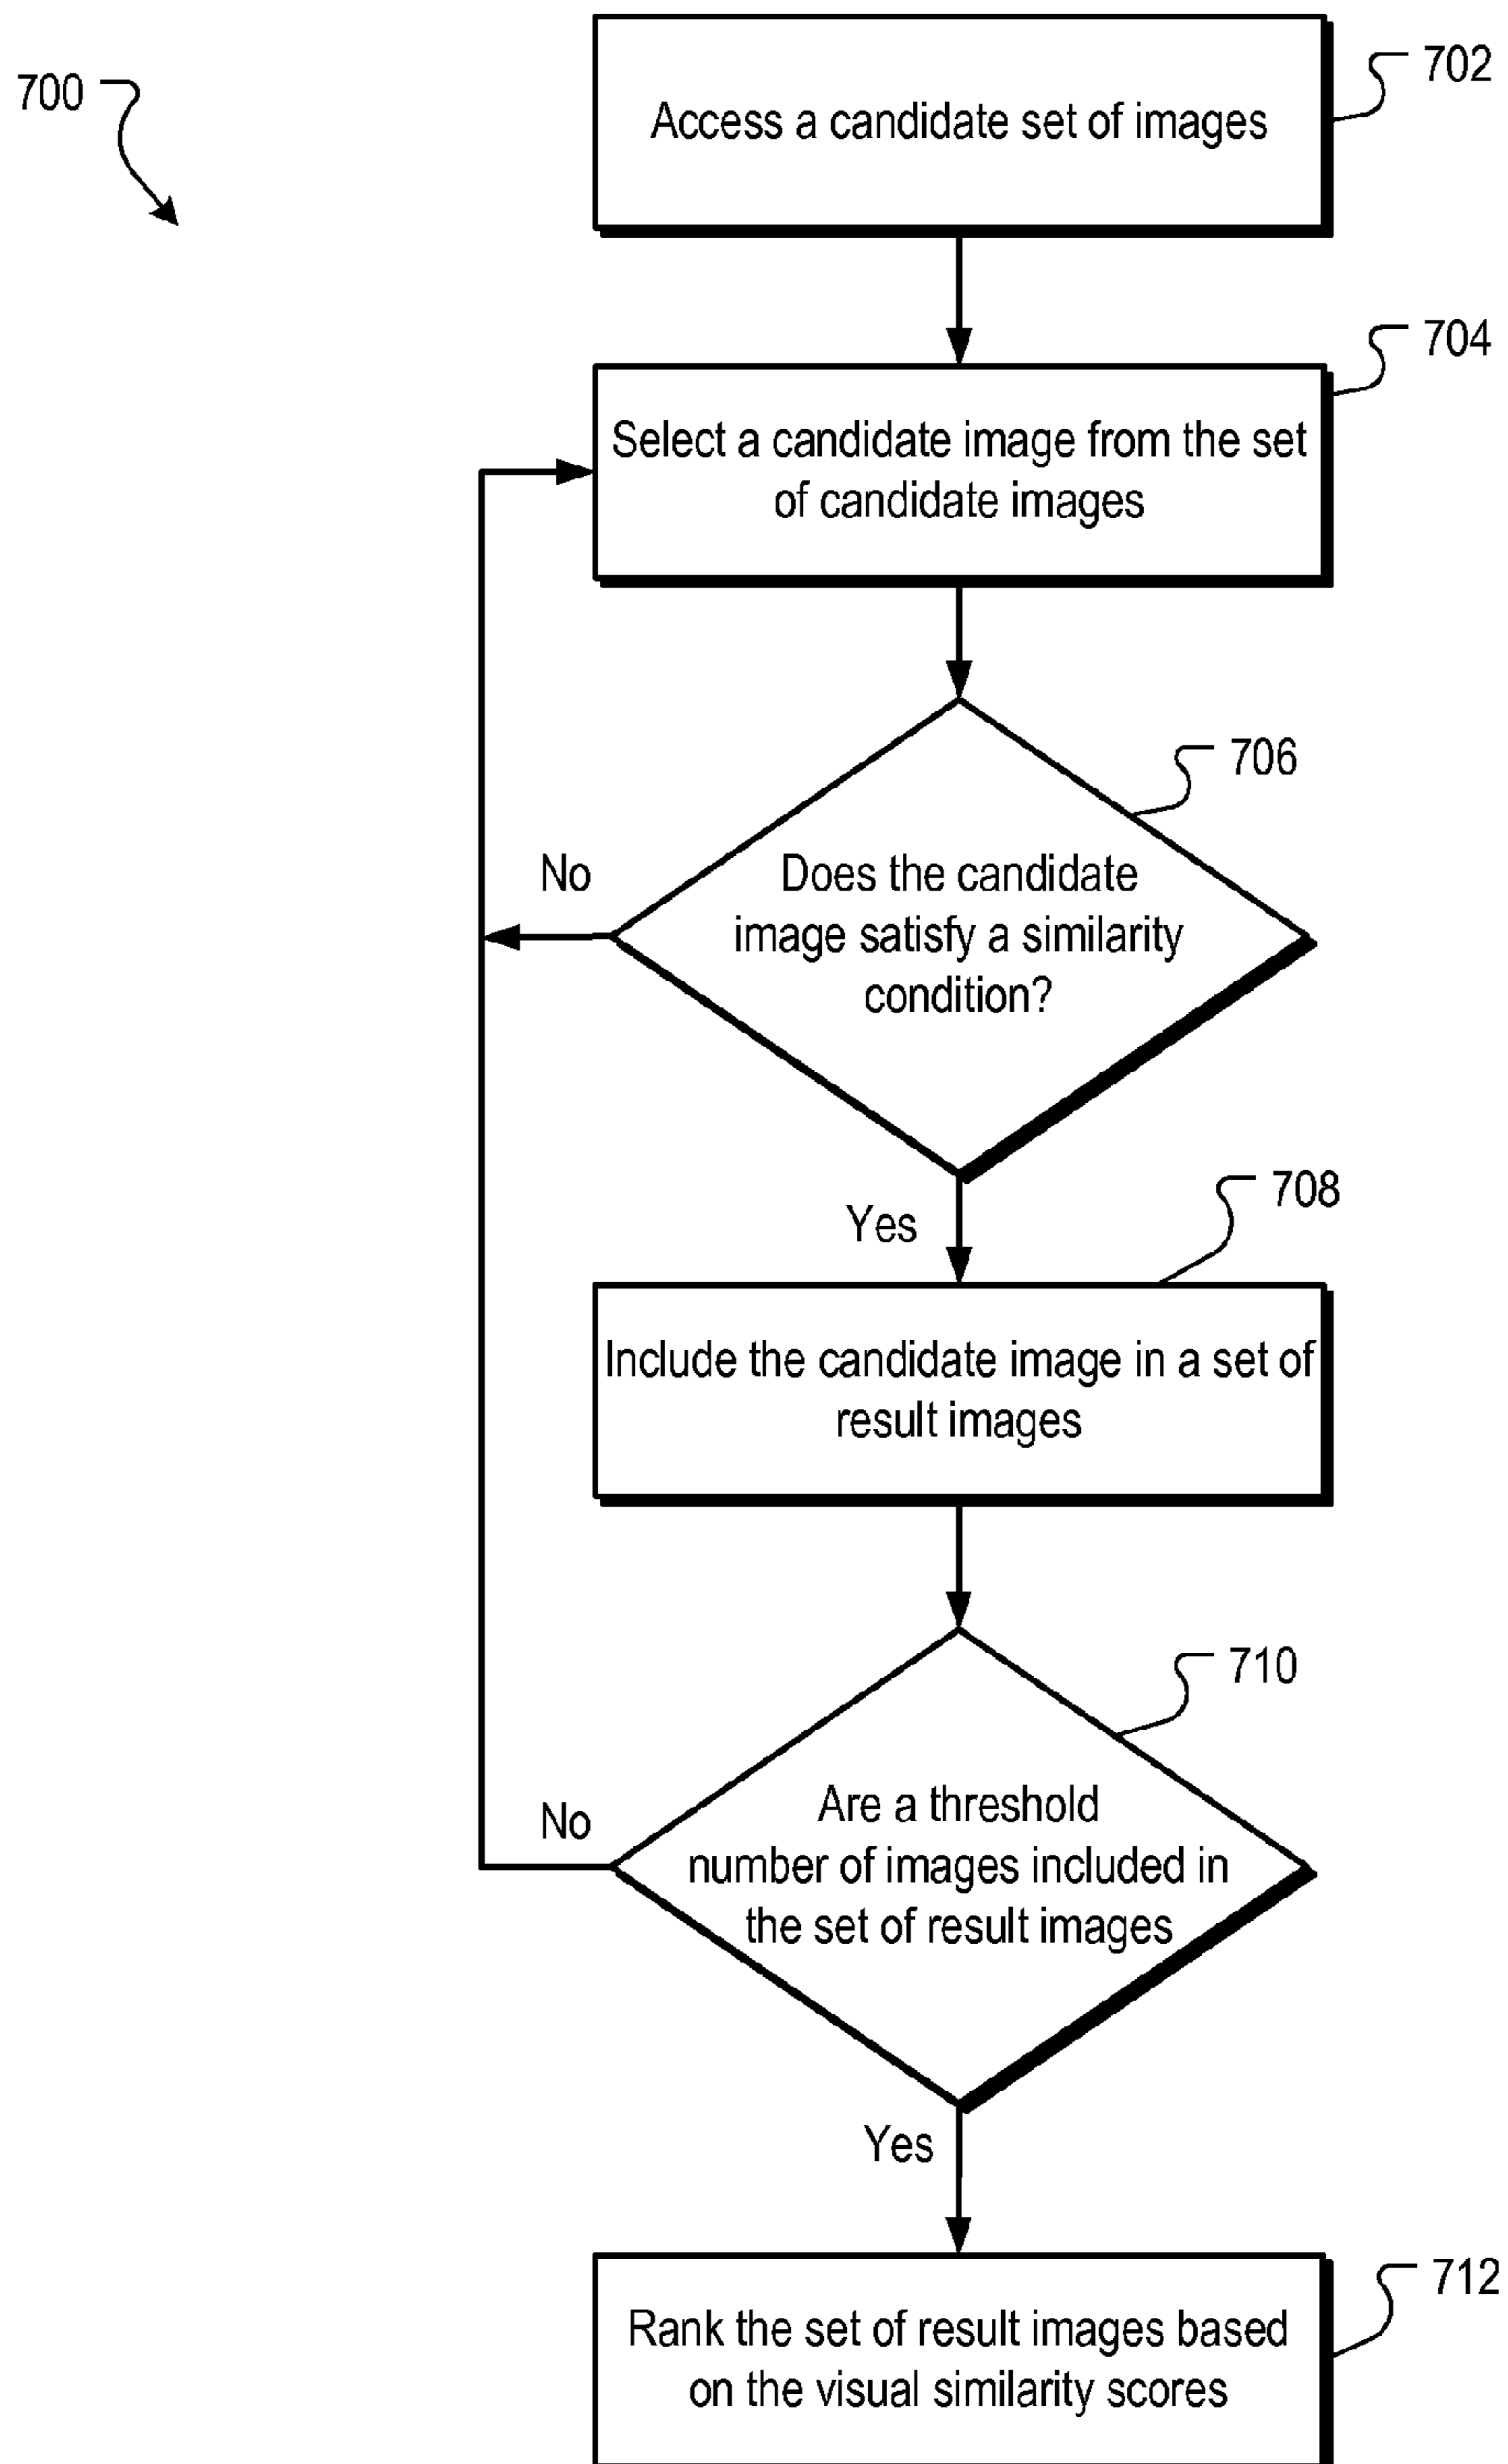 700
702
Access a candidate set of images
704
Select a candidate image from the set
of candidate images
706
No
Does the candidate
image satisfy a similarity
condition?
708
Yes
Include the candidate image in a set of
result images
710
No
Are a threshold
number of images included in
the set of result images
Yes
712
Rank the set of result images based
on the visual similarity scores